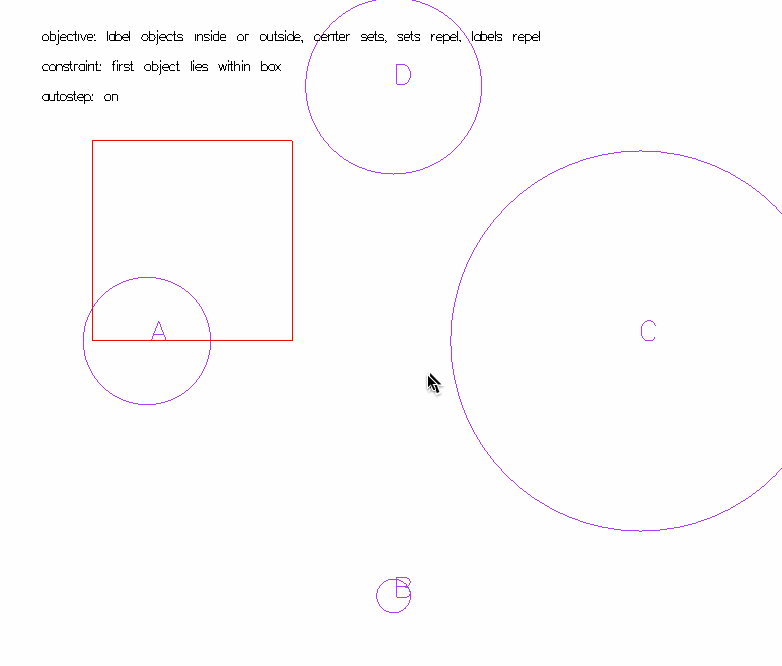 objective: label objects inside or outside, center sets, sets repel, labels repel
constraint: first object lies within box
autostep: on
D
A
C
B